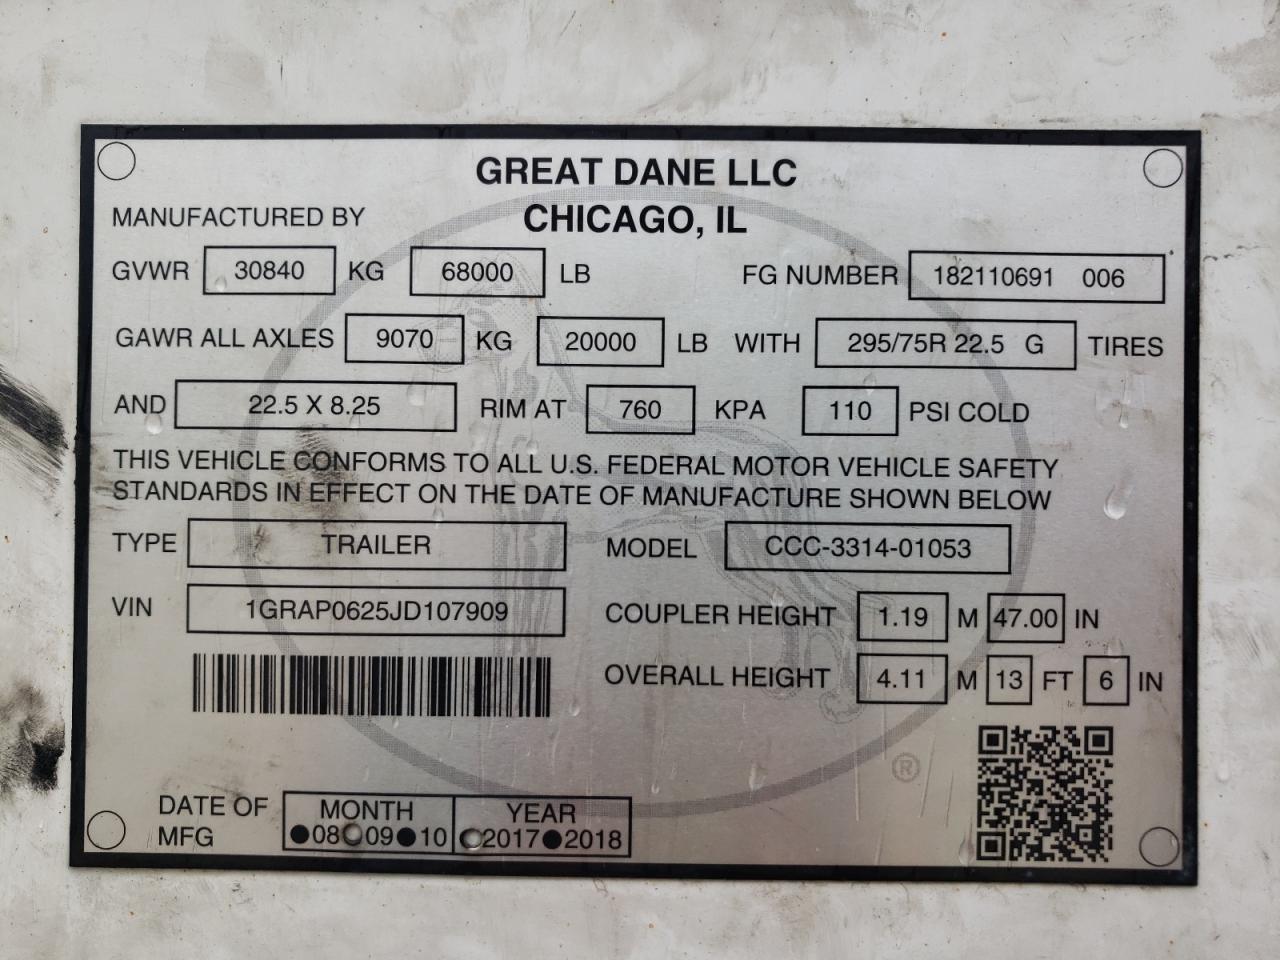 GREAT DANE LLC
MANUFACTURED BY CHICAGO, IL
GVWR 30840 KG 68000 LB FG NUMBER 182110691 006
GAWR ALL AXLES 9070 KG 20000 LB WITH 295/75R 22.5 G TIRES
AND 22.5 X 8.25 RIM AT 760 KPA 110 PSI COLD
THIS VEHICLE CONFORMS TO ALL U.S. FEDERAL MOTOR VEHICLE SAFETY
STANDARDS IN EFFECT ON THE DATE OF MANUFACTURE SHOWN BELOW
TYPE TRAILER MODEL CCC-3314-01053
VIN 1GRAP0625JD107909 COUPLER HEIGHT 1.19 M 47.00 IN
OVERALL HEIGHT 4.11 M 13 FT 6 IN
®
DATE OF MFG MONTH YEAR
●08○09●10 ○2017●2018